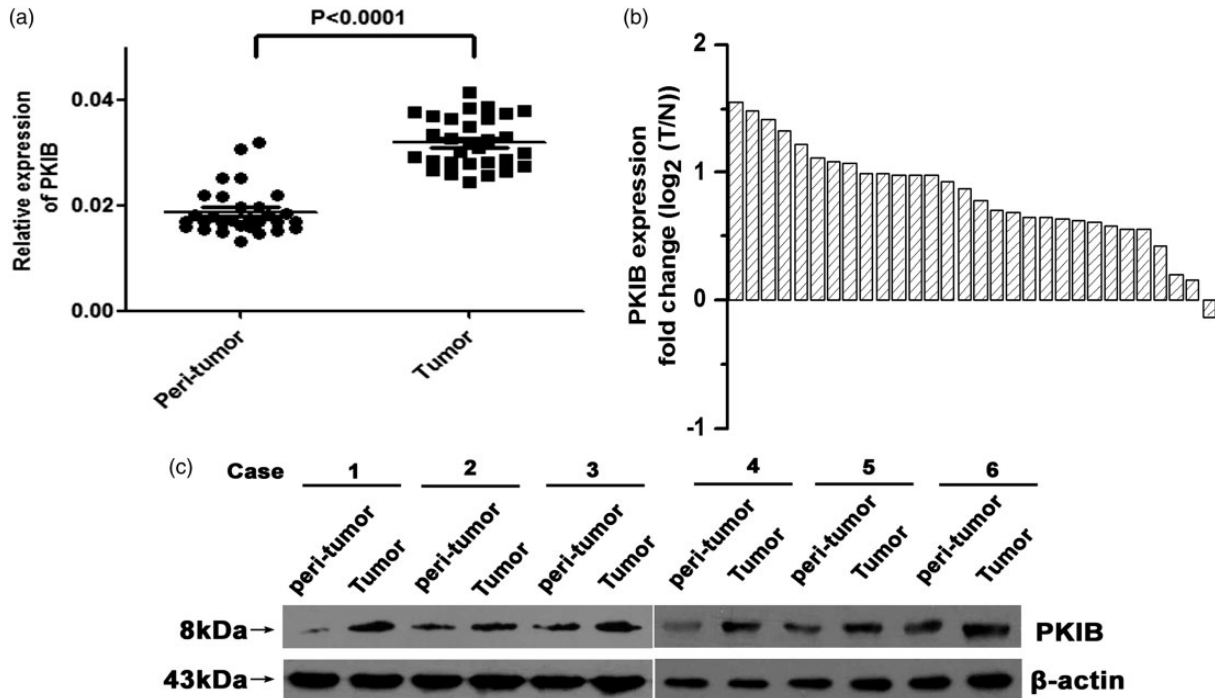 (a)
P<0.0001
Relative expression
of PKIB
0.04
0.02
0.00
Peri-tumor
Tumor
(b)
PKIB expression
fold change (log2 (T/N))
2
1
0
-1
(c)
Case 1 2 3 4 5 6
peri-tumor Tumor peri-tumor Tumor peri-tumor Tumor peri-tumor Tumor peri-tumor Tumor peri-tumor Tumor
8kDa→ PKIB
43kDa→ β-actin